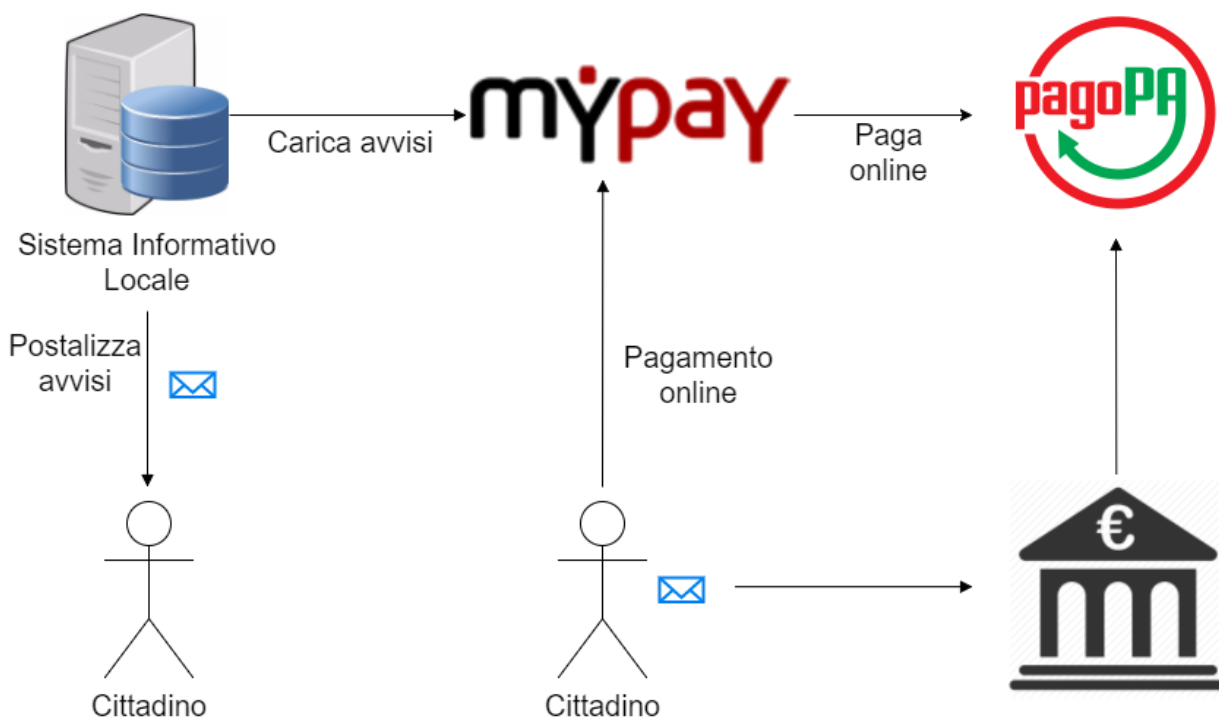 mypay
pagoPA
Carica avvisi
Paga
online
Sistema Informativo
Locale
Postalizza
avvisi
Pagamento
online
€
Cittadino
Cittadino